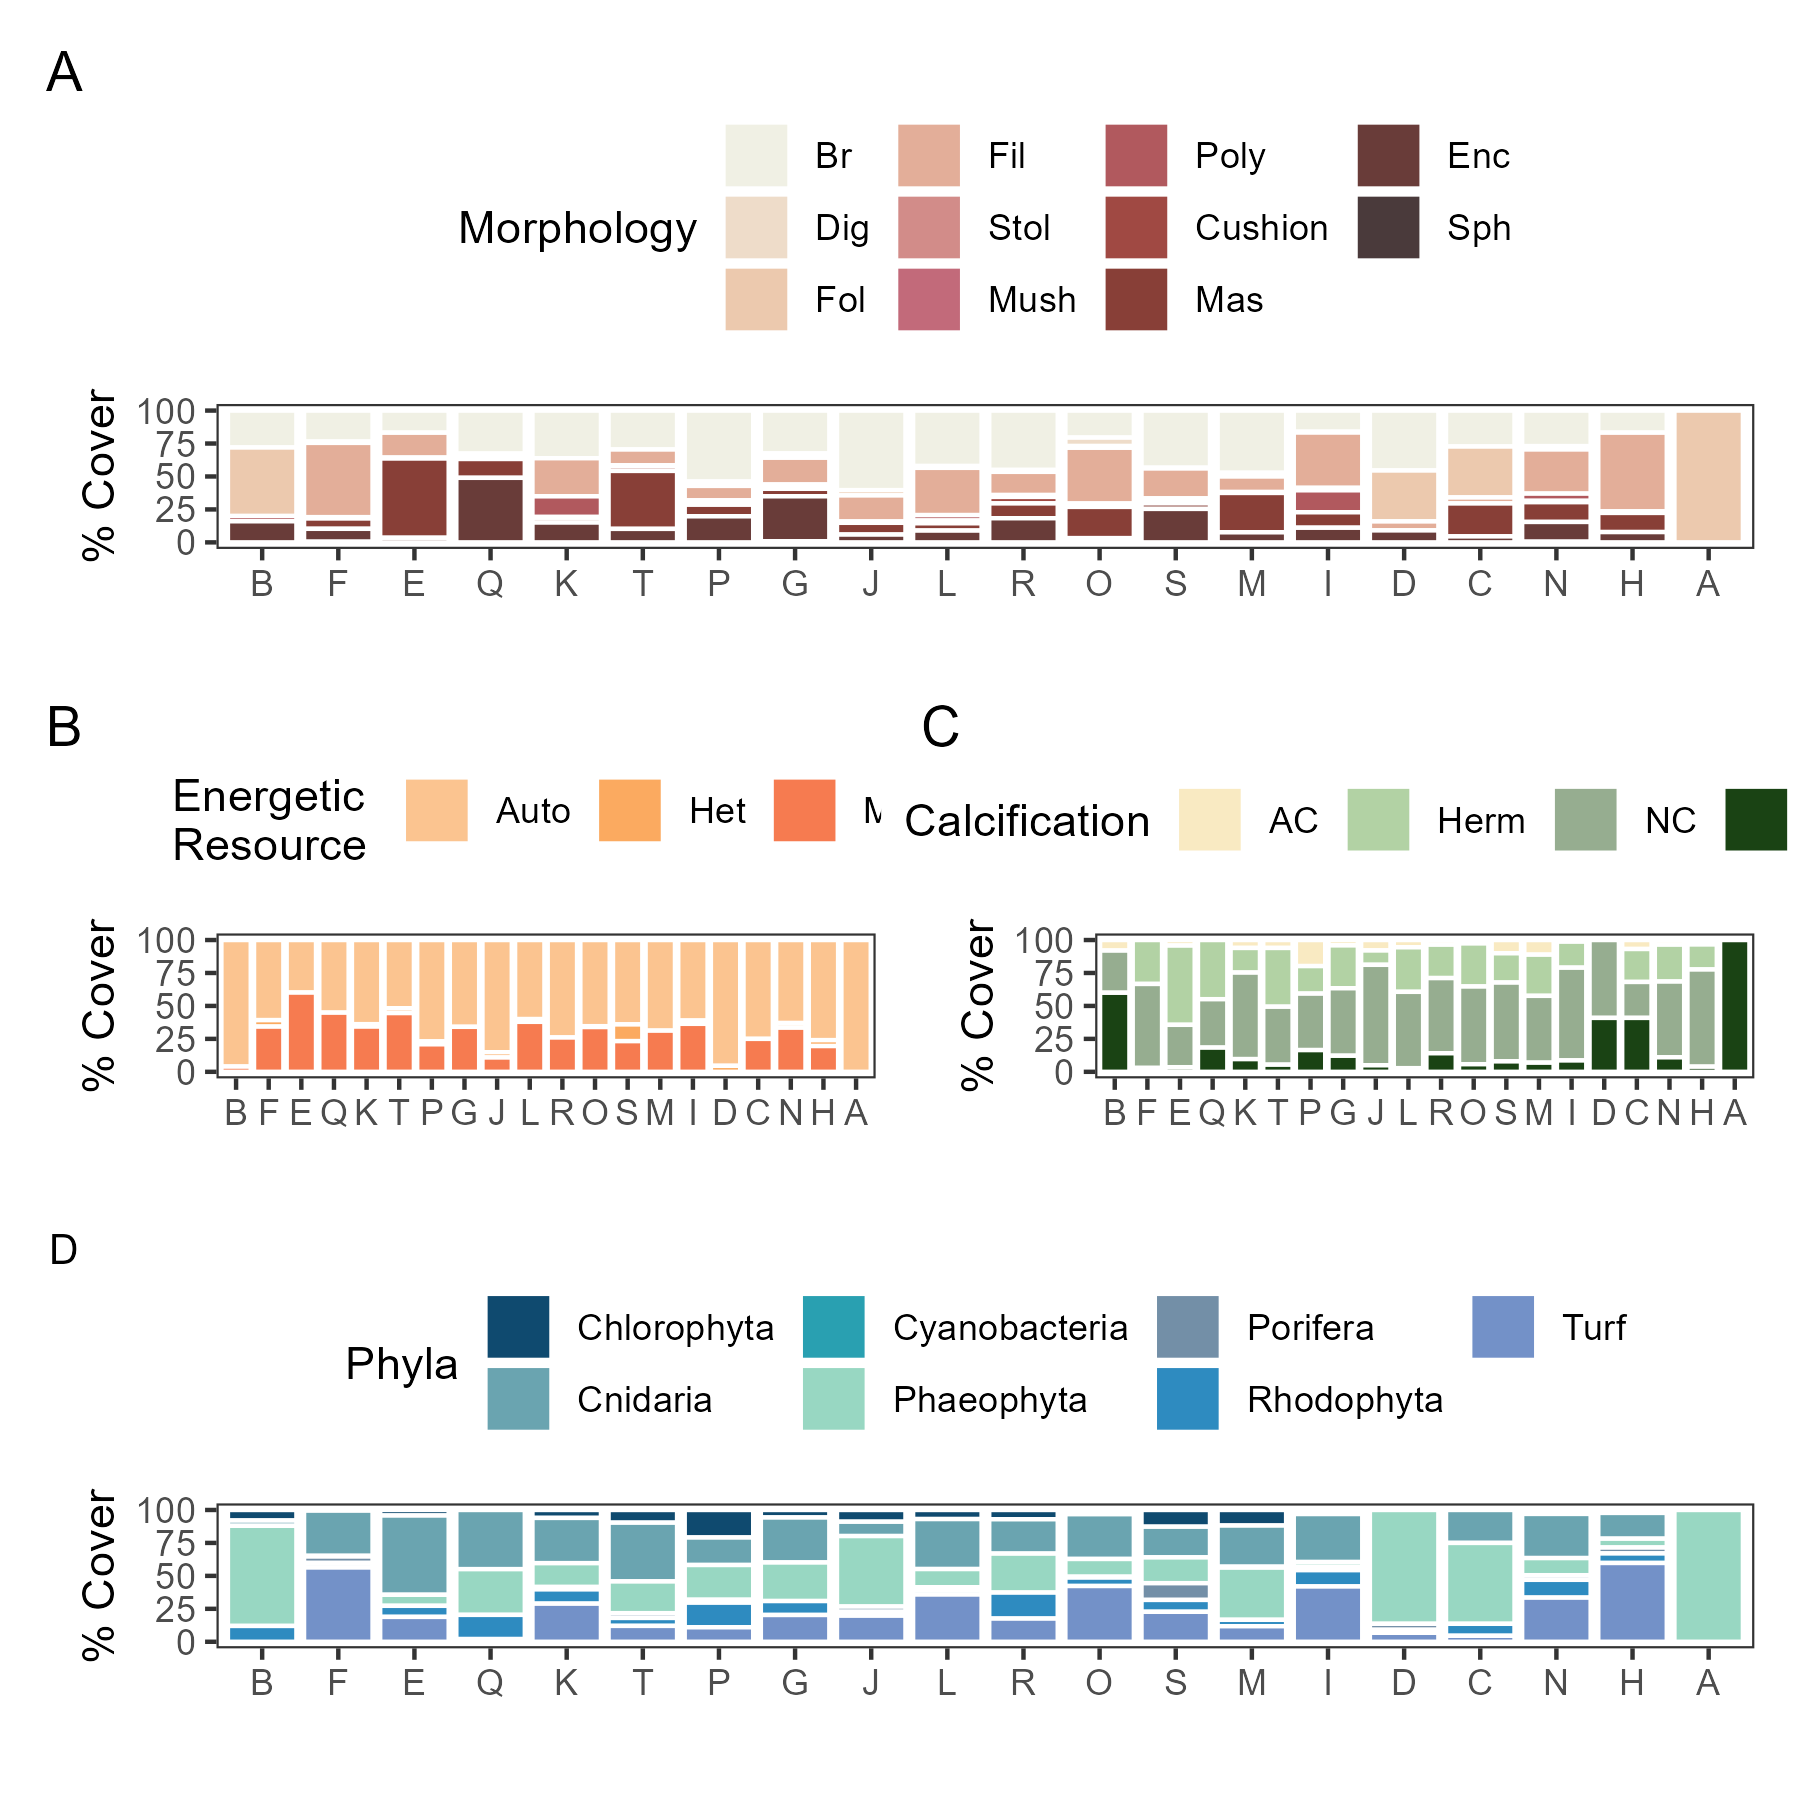 A
Br Fil Poly Enc
Morphology Dig Stol Cushion Sph
Fol Mush Mas
% Cover
100
75
50
25
0
B F E Q K T P G J L R O S M I D C N H A
B
Energetic
Resource
Auto Het
% Cover
100
75
50
25
0
B F E Q K T P G J L R O S M I D C N H A
C
Calcification AC Herm NC
% Cover
100
75
50
25
0
B F E Q K T P G J L R O S M I D C N H A
D
Phyla
Chlorophyta Cyanobacteria Porifera Turf
Cnidaria Phaeophyta Rhodophyta
% Cover
100
75
50
25
0
B F E Q K T P G J L R O S M I D C N H A